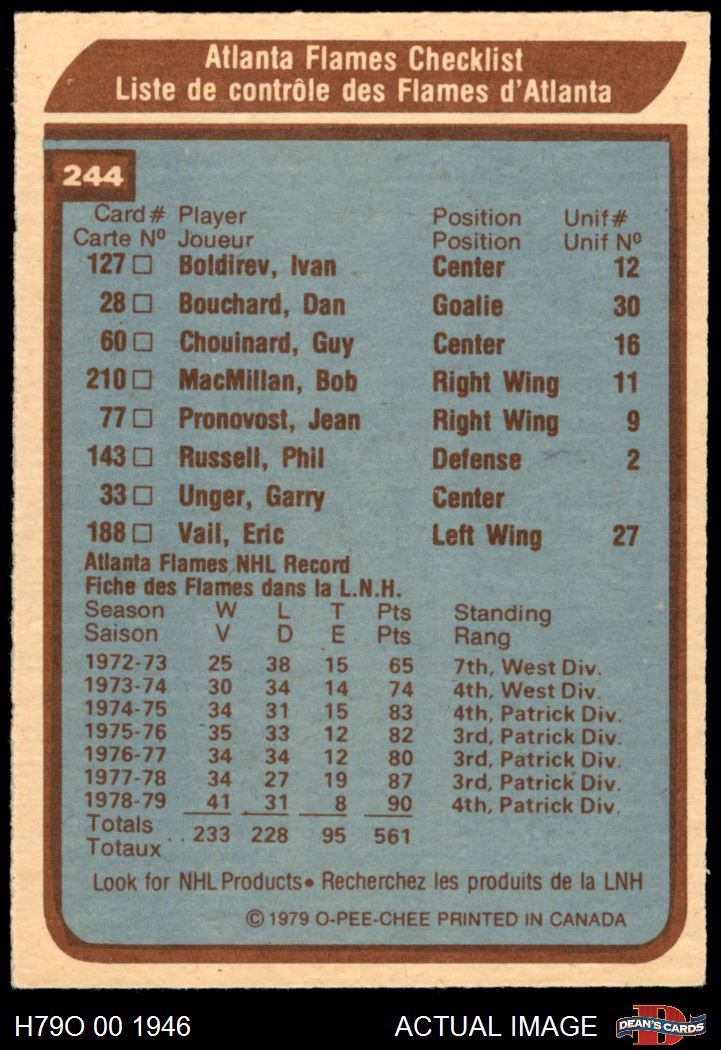 Atlanta Flames Checklist
Liste de contrôle des Flames d'Atlanta
244
Card # Player Position Unif #
Carte Nº Joueur Position Unif Nº
127 □ Boldirev, Ivan Center 12
28 □ Bouchard, Dan Goalie 30
60 □ Chouinard, Guy Center 16
210 □ MacMillan, Bob Right Wing 11
77 □ Pronovost, Jean Right Wing 9
143 □ Russell, Phil Defense 2
33 □ Unger, Garry Center
188 □ Vail, Eric Left Wing 27
Atlanta Flames NHL Record
Fiche des Flames dans la L.N.H.
Season W L T Pts Standing
Saison V D E Pts Rang
1972-73 25 38 15 65 7th, West Div.
1973-74 30 34 14 74 4th, West Div.
1974-75 34 31 15 83 4th, Patrick Div.
1975-76 35 33 12 82 3rd, Patrick Div.
1976-77 34 34 12 80 3rd, Patrick Div.
1977-78 34 27 19 87 3rd, Patrick Div.
1978-79 41 31 8 90 4th, Patrick Div.
Totals
Totaux .. 233 228 95 561
Look for NHL Products • Recherchez les produits de la LNH
© 1979 O-PEE-CHEE PRINTED IN CANADA
H79O 00 1946 ACTUAL IMAGE D DEAN'S CARDS